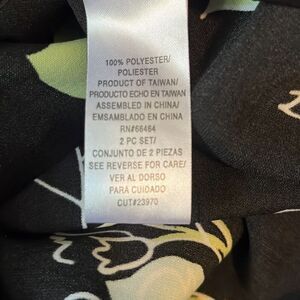 100% POLYESTER/
POLIESTER
PRODUCT OF TAIWAN/
PRODUCTO ECHO EN TAIWAN
ASSEMBLED IN CHINA/
EMSAMBLADO EN CHINA
RN#66464
2 PC SET/
CONJUNTO DE 2 PIEZAS
SEE REVERSE FOR CARE/
VER AL DORSO
PARA CUIDADO
CUT#23970